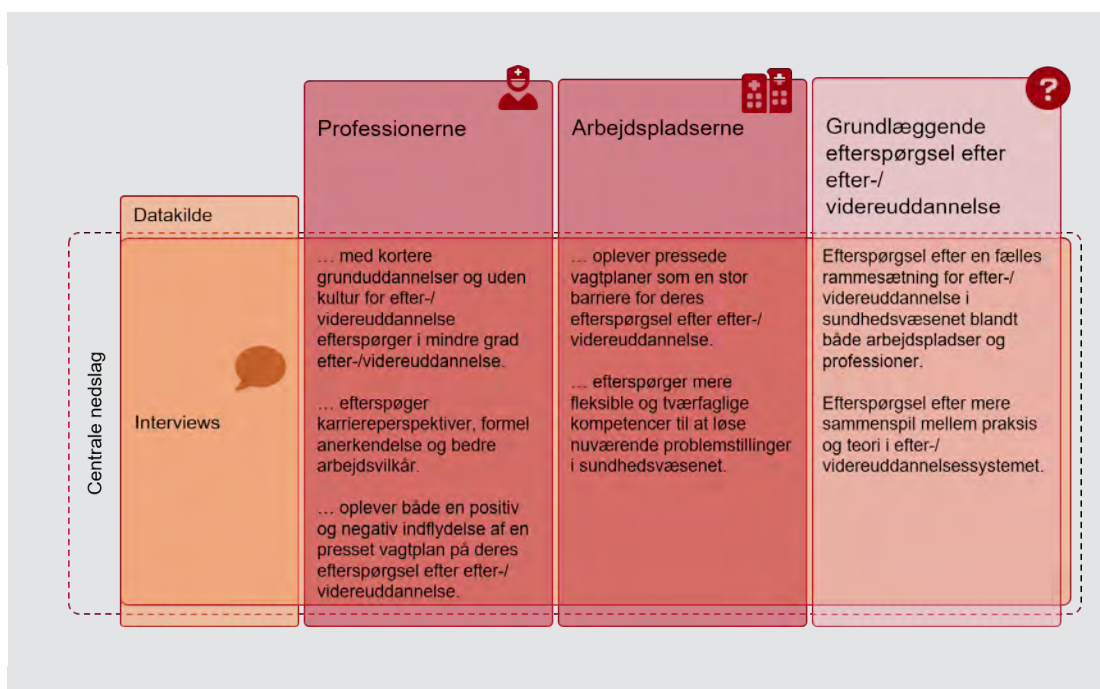 Professionerne
Arbejdspladserne
Grundlæggende
efterspørgsel efter
efter-/
videreuddannelse
?
Datakilde
Centrale nedslag
Interviews
… med kortere
grunduddannelser og uden
kultur for efter-/
videreuddannelse
efterspørger i mindre grad
efter-/videreuddannelse.
… efterspøger
karriereperspektiver, formel
anerkendelse og bedre
arbejdsvilkår.
… oplever både en positiv
og negativ indflydelse af en
presset vagtplan på deres
efterspørgsel efter efter-/
videreuddannelse.
… oplever pressede
vagtplaner som en stor
barriere for deres
efterspørgsel efter efter-/
videreuddannelse.
… efterspørger mere
fleksible og tværfaglige
kompetencer til at løse
nuværende problemstillinger
i sundhedsvæsenet.
Efterspørgsel efter en fælles
rammesætning for efter-/
videreuddannelse i
sundhedsvæsenet blandt
både arbejdspladser og
professioner.
Efterspørgsel efter mere
sammenspil mellem praksis
og teori i efter-/
videreuddannelsessystemet.